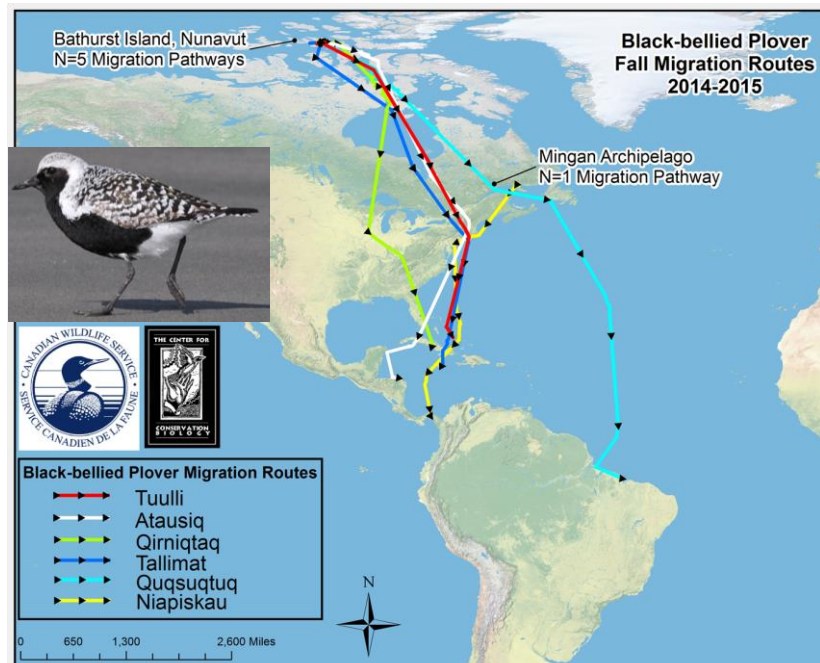 Bathurst Island, Nunavut
N=5 Migration Pathways
Black-bellied Plover
Fall Migration Routes
2014-2015
Mingan Archipelago
N=1 Migration Pathway
CANADIAN WILDLIFE SERVICE
SERVICE CANADIEN DE LA FAUNE
THE CENTER FOR
CONSERVATION
BIOLOGY
Black-bellied Plover Migration Routes
Tuulli
Atausiq
Qirniqtaq
Tallimat
Quqsuqtuq
Niapiskau
N
0 650 1,300 2,600 Miles